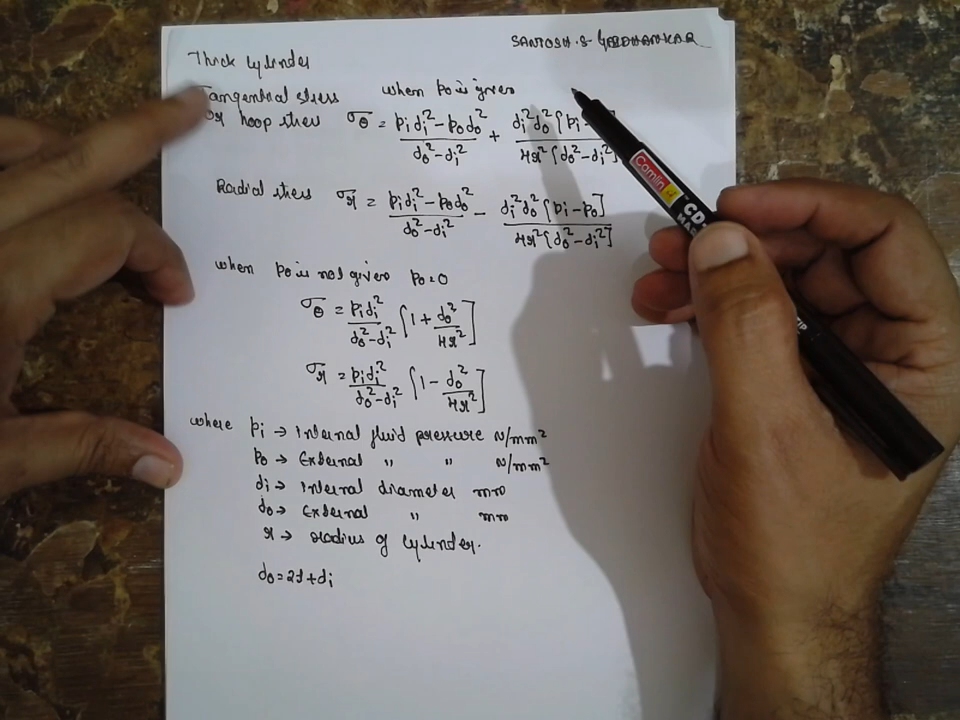 SANTOSH.S-
Thick Cylinder
Tangential stress when Po is given
Or hoop stress σθ = (Pi di² - Po do²)/(do² - di²) + di² do² [Pi - /4r² [do² - di²]
Radial stress σr = (Pi di² - Po do²)/(do² - di²) - di² do² [Pi - Po]/4r² [do² - di²]
when Po is not given Po = 0
σθ = Pi di²/(do² - di²) [1 + do²/4r²]
σr = Pi di²/(do² - di²) [1 - do²/4r²]
where Pi → Internal fluid pressure N/mm²
Po → External " " N/mm²
di → Internal diameter mm
do → External " mm
r → radius of cylinder.
do = 2t + di
Camlin
CD-